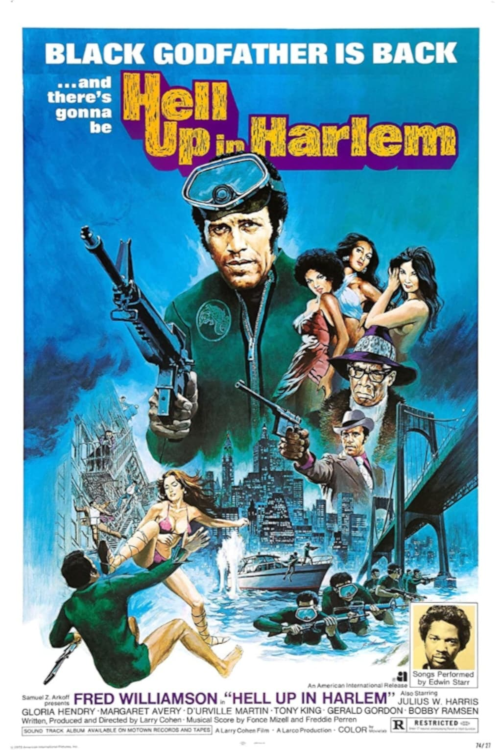 BLACK GODFATHER IS BACK
...and
there's
gonna
be
Hell
Up in Harlem
Songs Performed
by Edwin Starr
An American International Release
Samuel Z. Arkoff
presents
FRED WILLIAMSON in "HELL UP IN HARLEM"
Also Starring
JULIUS W. HARRIS
GLORIA HENDRY · MARGARET AVERY · D'URVILLE MARTIN · TONY KING · GERALD GORDON · BOBBY RAMSEN
Written, Produced and Directed by Larry Cohen · Musical Score by Fonce Mizell and Freddie Perren
SOUND TRACK ALBUM AVAILABLE ON MOTOWN RECORDS AND TAPES
A Larry Cohen Film · A Larco Production · COLOR
R RESTRICTED